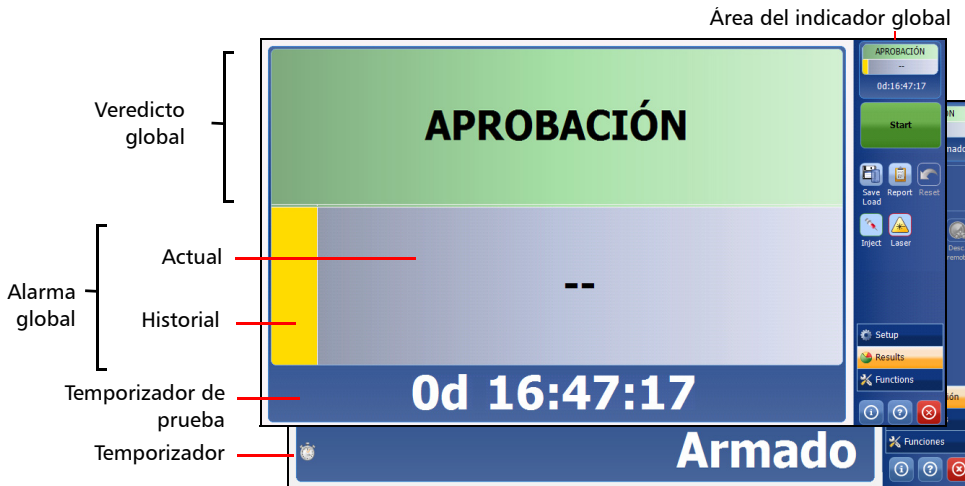 Área del indicador global
Veredicto
global
Alarma
global
Actual
Historial
Temporizador de
prueba
Temporizador
APROBACIÓN
--
0d 16:47:17
Armado
APROBACIÓN
--
0d:16:47:17
Start
Save
Load
Report
Reset
Inject
Laser
Setup
Results
Functions
Funciones